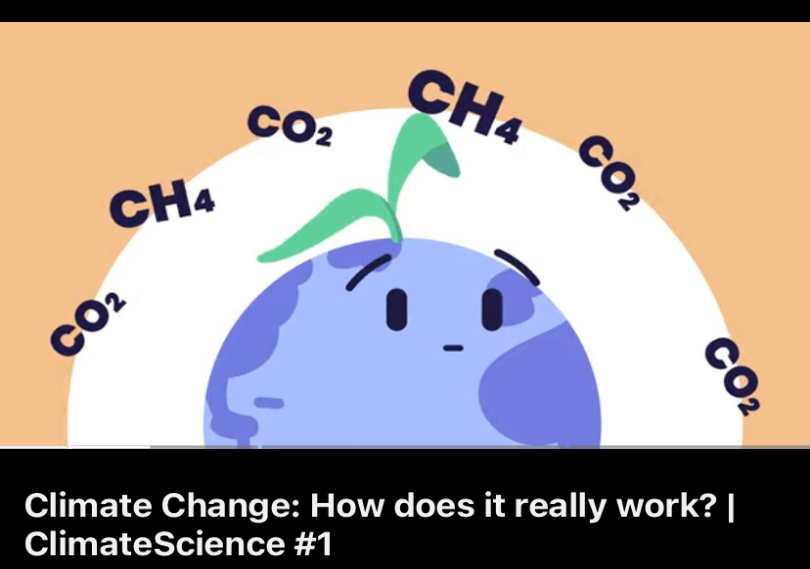 CH₄
CO₂
CO₂
CH₄
CO₂
CO₂
Climate Change: How does it really work? |
ClimateScience #1